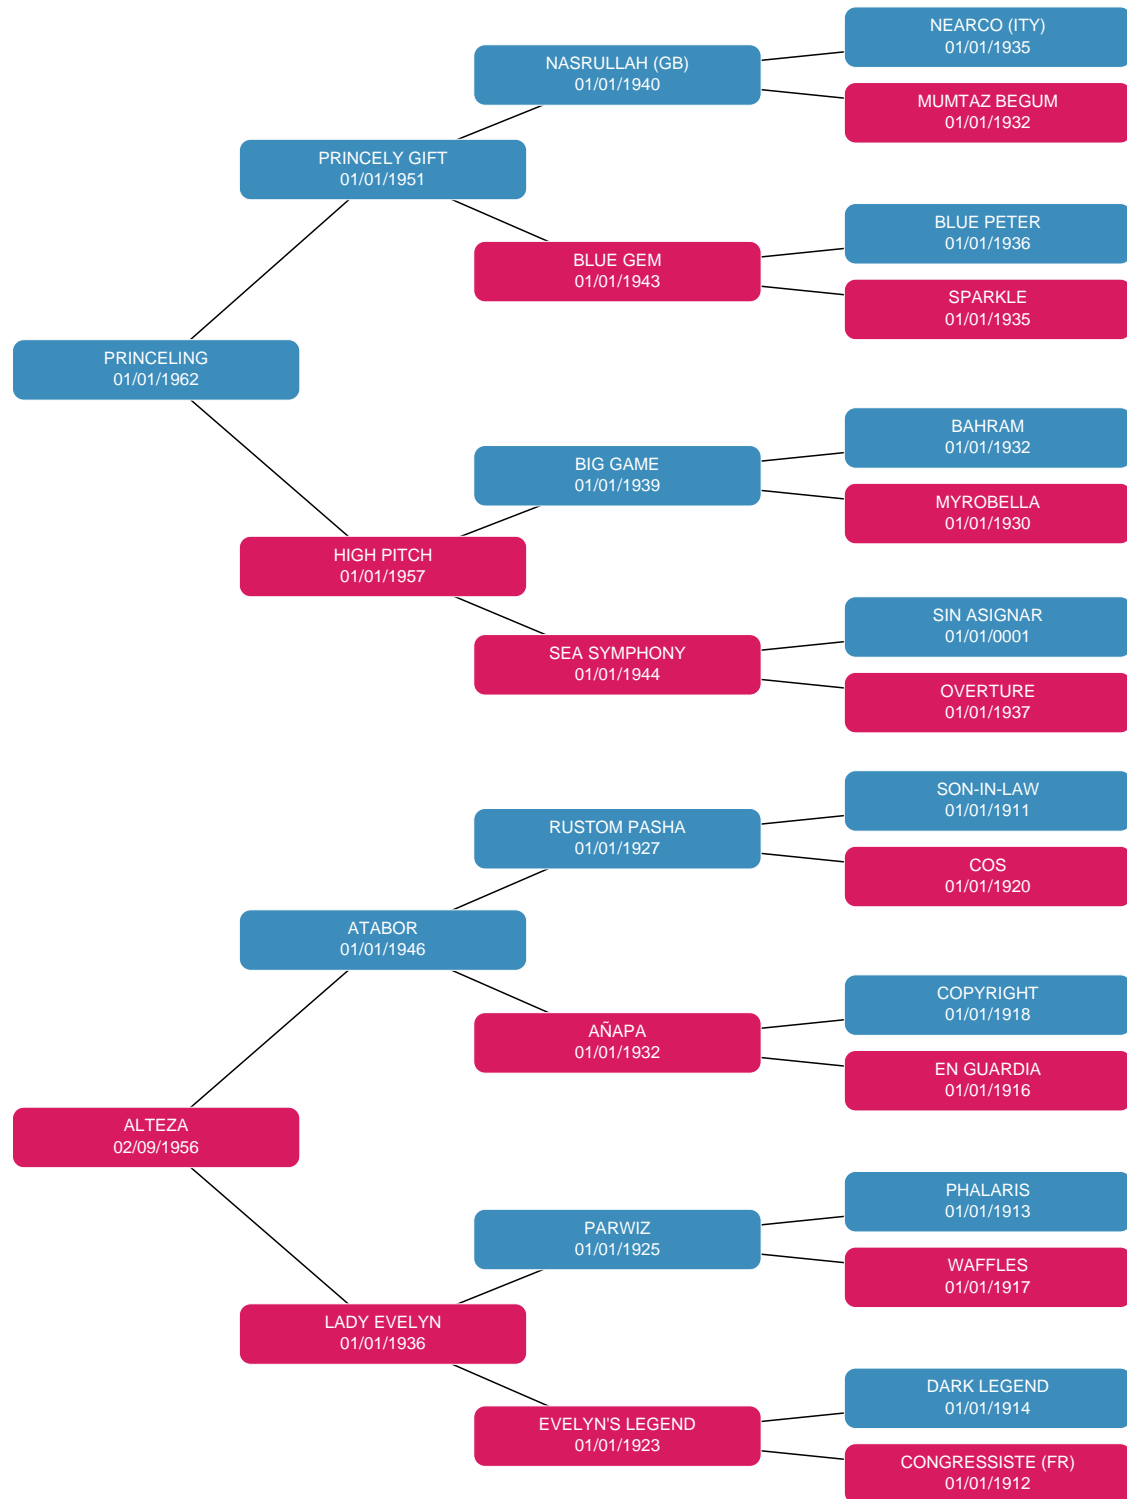 NEARCO (ITY)
01/01/1935
NASRULLAH (GB)
01/01/1940
MUMTAZ BEGUM
01/01/1932
PRINCELY GIFT
01/01/1951
BLUE PETER
01/01/1936
BLUE GEM
01/01/1943
SPARKLE
01/01/1935
PRINCELING
01/01/1962
BAHRAM
01/01/1932
BIG GAME
01/01/1939
MYROBELLA
01/01/1930
HIGH PITCH
01/01/1957
SIN ASIGNAR
01/01/0001
SEA SYMPHONY
01/01/1944
OVERTURE
01/01/1937
SON-IN-LAW
01/01/1911
RUSTOM PASHA
01/01/1927
COS
01/01/1920
ATABOR
01/01/1946
COPYRIGHT
01/01/1918
AÑAPA
01/01/1932
EN GUARDIA
01/01/1916
ALTEZA
02/09/1956
PHALARIS
01/01/1913
PARWIZ
01/01/1925
WAFFLES
01/01/1917
LADY EVELYN
01/01/1936
DARK LEGEND
01/01/1914
EVELYN'S LEGEND
01/01/1923
CONGRESSISTE (FR)
01/01/1912